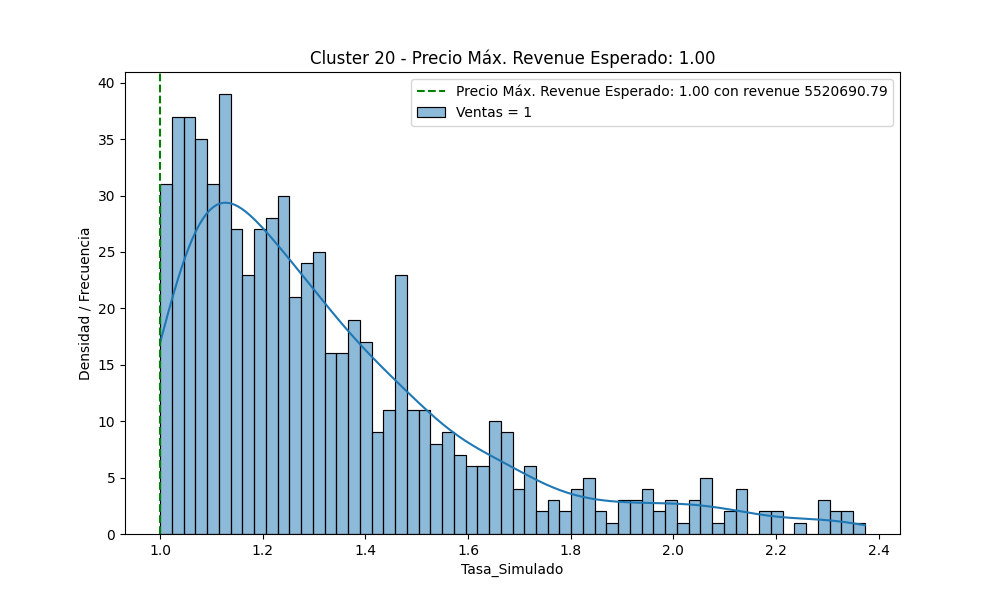 Cluster 20 - Precio Máx. Revenue Esperado: 1.00
Precio Máx. Revenue Esperado: 1.00 con revenue 5520690.79
Ventas = 1
Densidad / Frecuencia
40
35
30
25
20
15
10
5
0
1.0 1.2 1.4 1.6 1.8 2.0 2.2 2.4
Tasa_Simulado